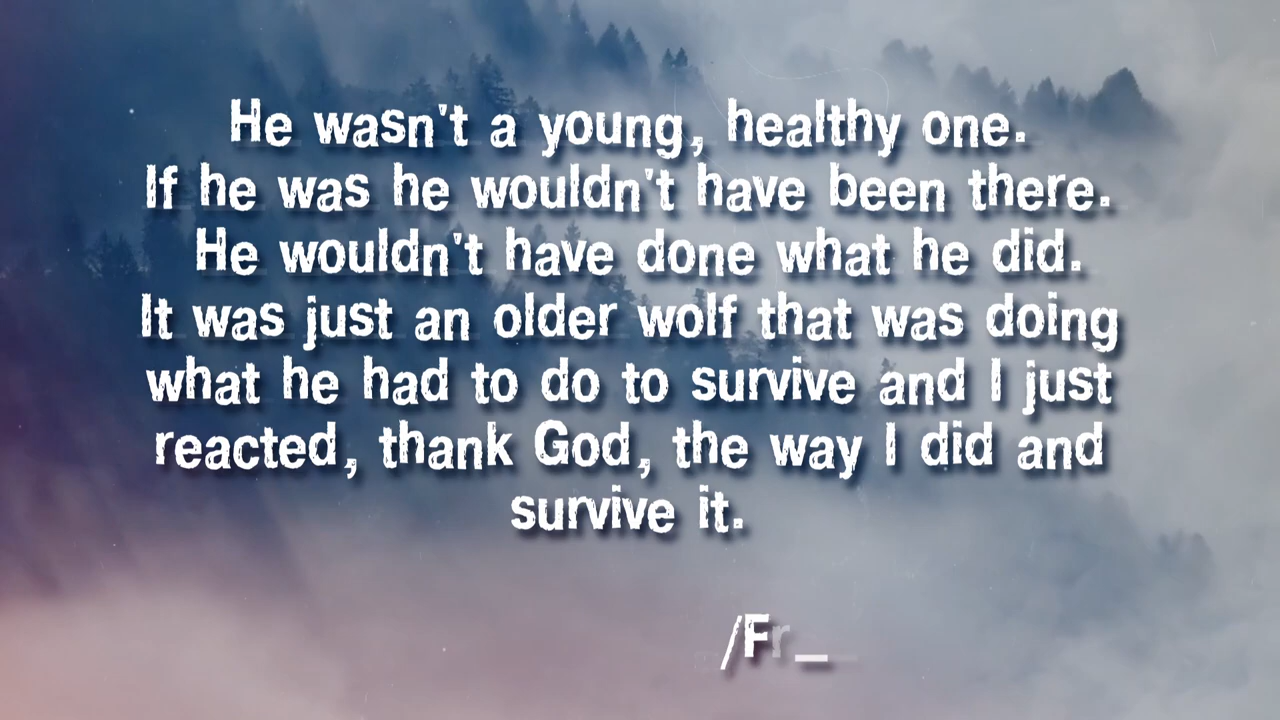 He wasn't a young, healthy one.
If he was he wouldn't have been there.
He wouldn't have done what he did.
It was just an older wolf that was doing
what he had to do to survive and I just
reacted, thank God, the way I did and
survive it.
/Fr_